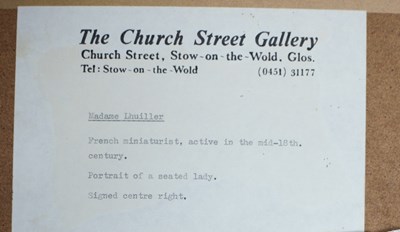 The Church Street Gallery
Church Street, Stow-on-the-Wold, Glos.
Tel: Stow-on-the-Wold (0451) 31177
Madame Lhuiller
French miniaturist, active in the mid-18th.
century.
Portrait of a seated lady.
Signed centre right.